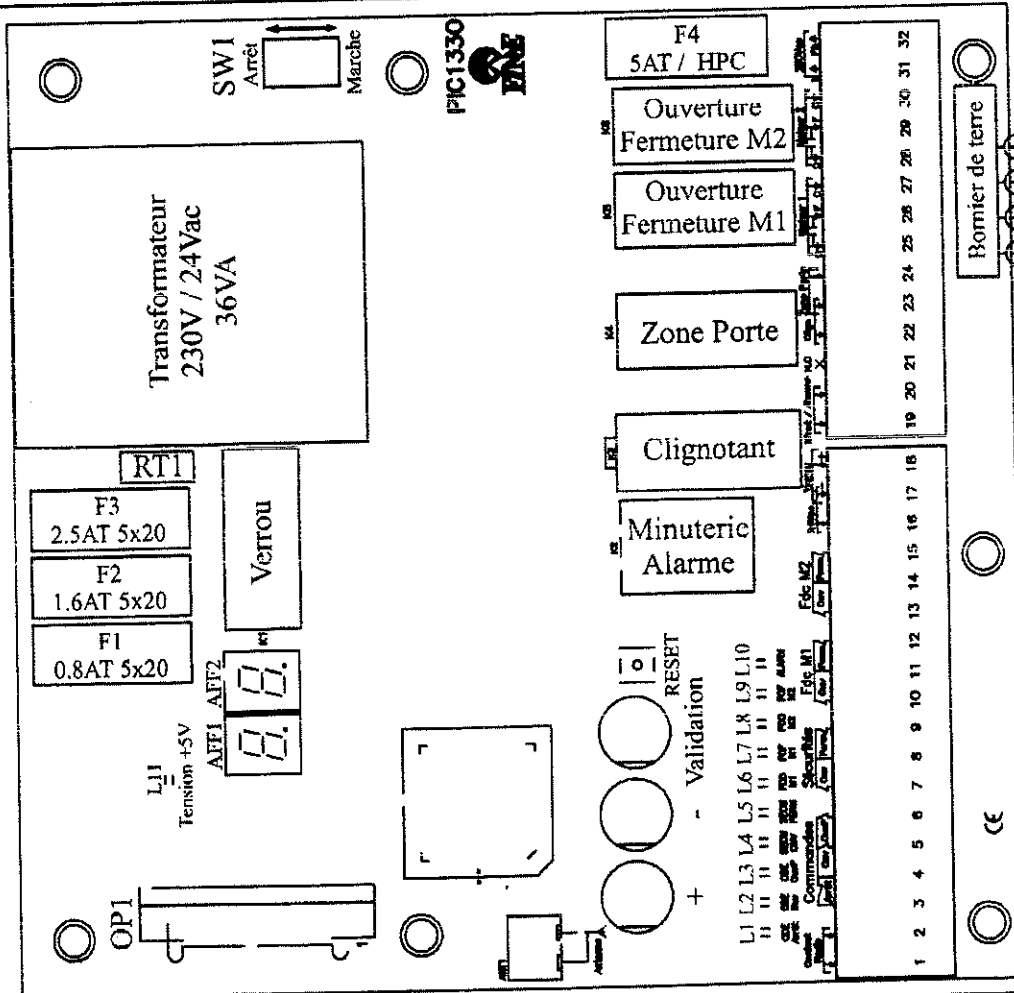 SW1
Arrêt
Marche
PIC1330
FINE
F4
5AT / HPC
Ouverture
Fermeture M2
Ouverture
Fermeture M1
Zone Porte
Clignotant
Minuterie
Alarme
Transformateur
230V / 24Vac
36VA
RT1
F3
2.5AT 5x20
F2
1.6AT 5x20
F1
0.8AT 5x20
Verrou
K1
AFF1 AFF2
L11
Tension +5V
OP1
RESET
+ - Validation
L1 L2 L3 L4 L5 L6 L7 L8 L9 L10
Commandes
Sécurités
Fdc M1
Fdc M2
1 2 3 4 5 6 7 8 9 10 11 12 13 14 15 16 17 18
19 20 21 22 23 24 25 26 27 28 29 30 31 32
Bornier de terre
CE